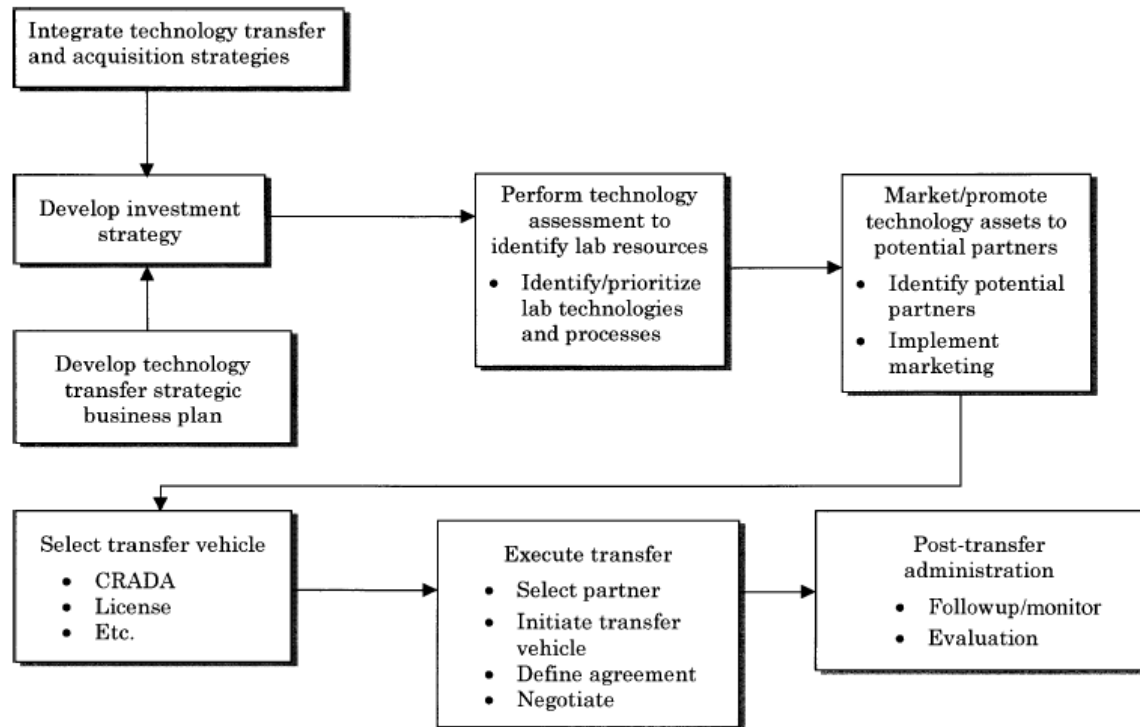 Integrate technology transfer
and acquisition strategies
Develop investment
strategy
Perform technology
assessment to
identify lab resources
• Identify/prioritize
lab technologies
and processes
Market/promote
technology assets to
potential partners
• Identify potential
partners
• Implement
marketing
Develop technology
transfer strategic
business plan
Select transfer vehicle
• CRADA
• License
• Etc.
Execute transfer
• Select partner
• Initiate transfer
vehicle
• Define agreement
• Negotiate
Post-transfer
administration
• Followup/monitor
• Evaluation